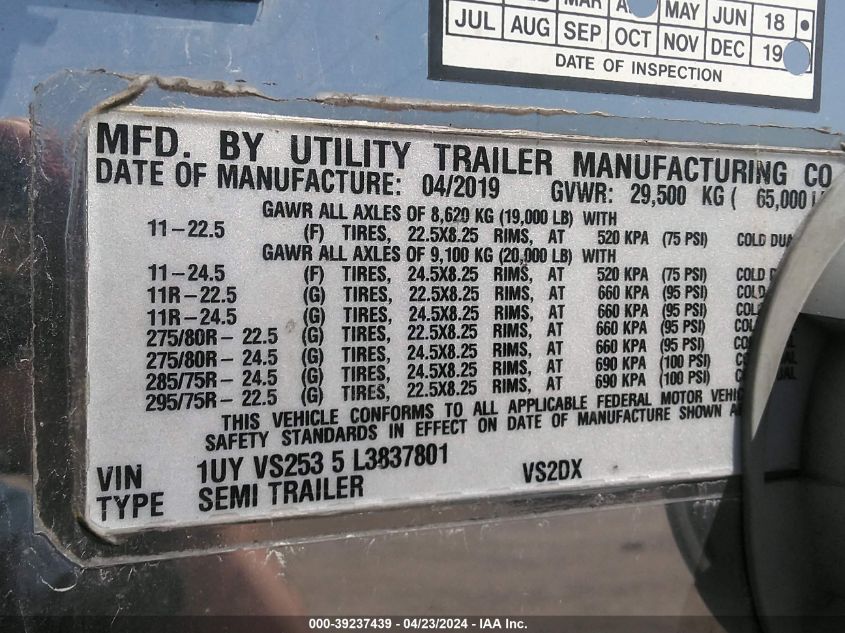 MAR MAY JUN 18
JUL AUG SEP OCT NOV DEC 19
DATE OF INSPECTION
MFD. BY UTILITY TRAILER MANUFACTURING CO
DATE OF MANUFACTURE: 04/2019 GVWR: 29,500 KG ( 65,000
GAWR ALL AXLES OF 8,620 KG (19,000 LB) WITH
11-22.5 (F) TIRES, 22.5X8.25 RIMS, AT 520 KPA (75 PSI) COLD DUAL
GAWR ALL AXLES OF 9,100 KG (20,000 LB) WITH
11-24.5 (F) TIRES, 24.5X8.25 RIMS, AT 520 KPA (75 PSI) COLD
11R-22.5 (G) TIRES, 22.5X8.25 RIMS, AT 660 KPA (95 PSI) COLD
11R-24.5 (G) TIRES, 24.5X8.25 RIMS, AT 660 KPA (95 PSI) COLD
275/80R-22.5 (G) TIRES, 22.5X8.25 RIMS, AT 660 KPA (95 PSI)
275/80R-24.5 (G) TIRES, 24.5X8.25 RIMS, AT 660 KPA (95 PSI)
285/75R-24.5 (G) TIRES, 24.5X8.25 RIMS, AT 690 KPA (100 PSI)
295/75R-22.5 (G) TIRES, 22.5X8.25 RIMS, AT 690 KPA (100 PSI)
THIS VEHICLE CONFORMS TO ALL APPLICABLE FEDERAL MOTOR
SAFETY STANDARDS IN EFFECT ON DATE OF MANUFACTURE SHOWN
VIN 1UY VS253 5 L3837801 VS2DX
TYPE SEMI TRAILER
000-39237439 - 04/23/2024 - IAA Inc.